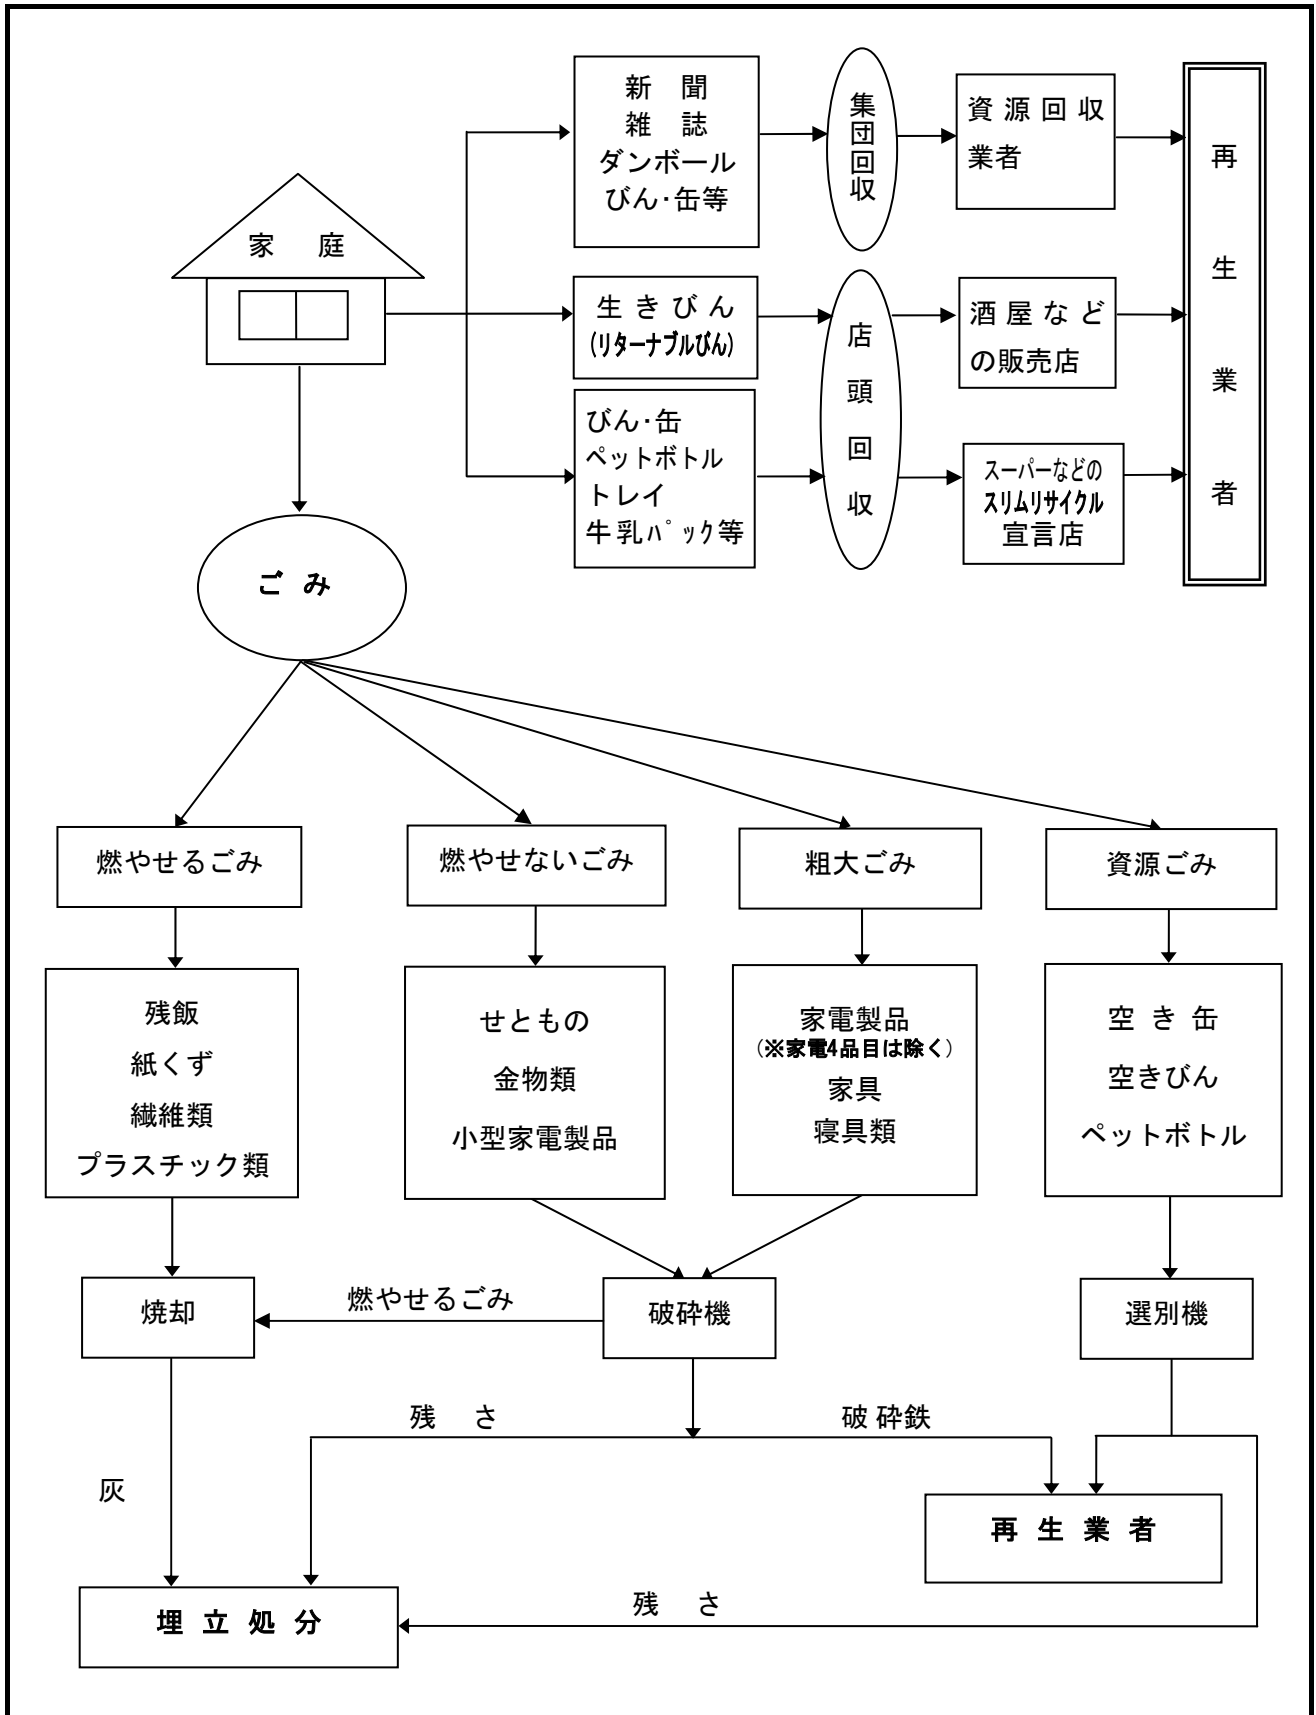 新聞
雑誌
ダンボール
びん・缶等
集団回収
資源回収
業者
再生業者
家庭
生きびん
(リターナブルびん)
店頭回収
酒屋など
の販売店
びん・缶
ペットボトル
トレイ
牛乳パック等
スーパーなどの
スリムリサイクル
宣言店
ごみ
燃やせるごみ
燃やせないごみ
粗大ごみ
資源ごみ
残飯
紙くず
繊維類
プラスチック類
せともの
金物類
小型家電製品
家電製品
(※家電4品目は除く)
家具
寝具類
空き缶
空きびん
ペットボトル
焼却
燃やせるごみ
破砕機
選別機
残さ
破砕鉄
灰
再生業者
埋立処分
残さ